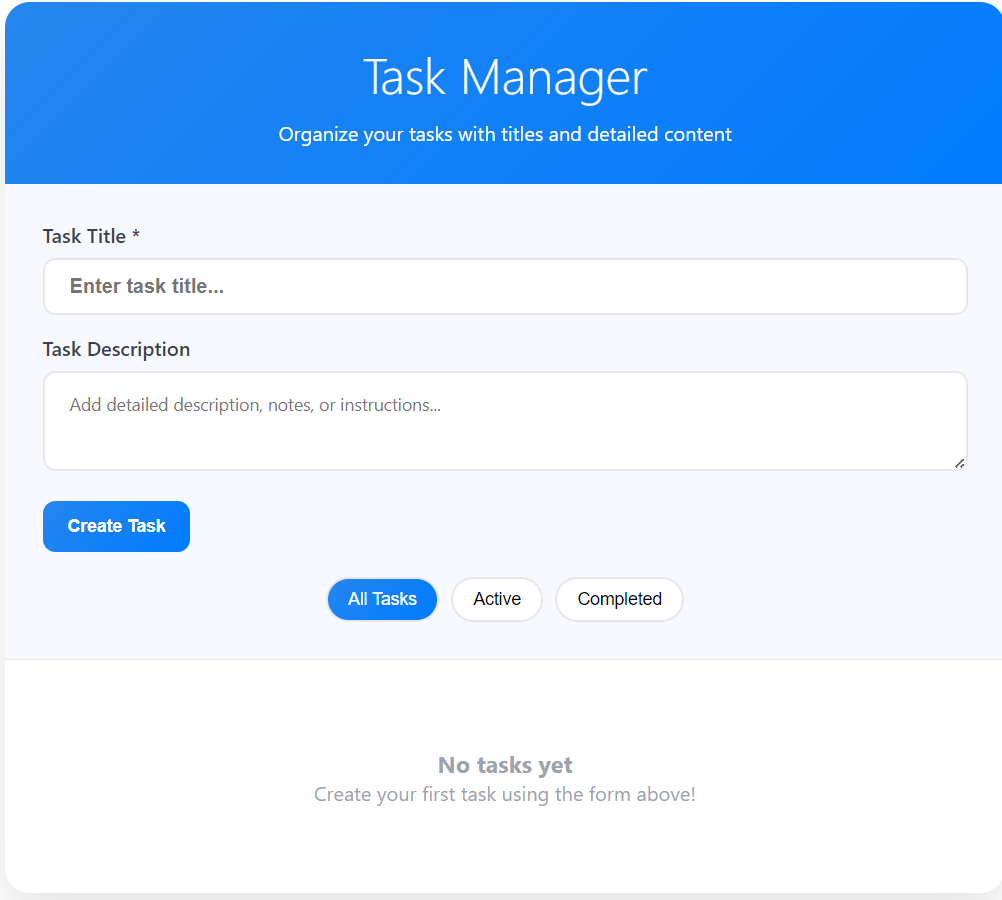 Task Manager
Organize your tasks with titles and detailed content
Task Title *
Enter task title...
Task Description
Add detailed description, notes, or instructions...
Create Task
All Tasks Active Completed
No tasks yet
Create your first task using the form above!